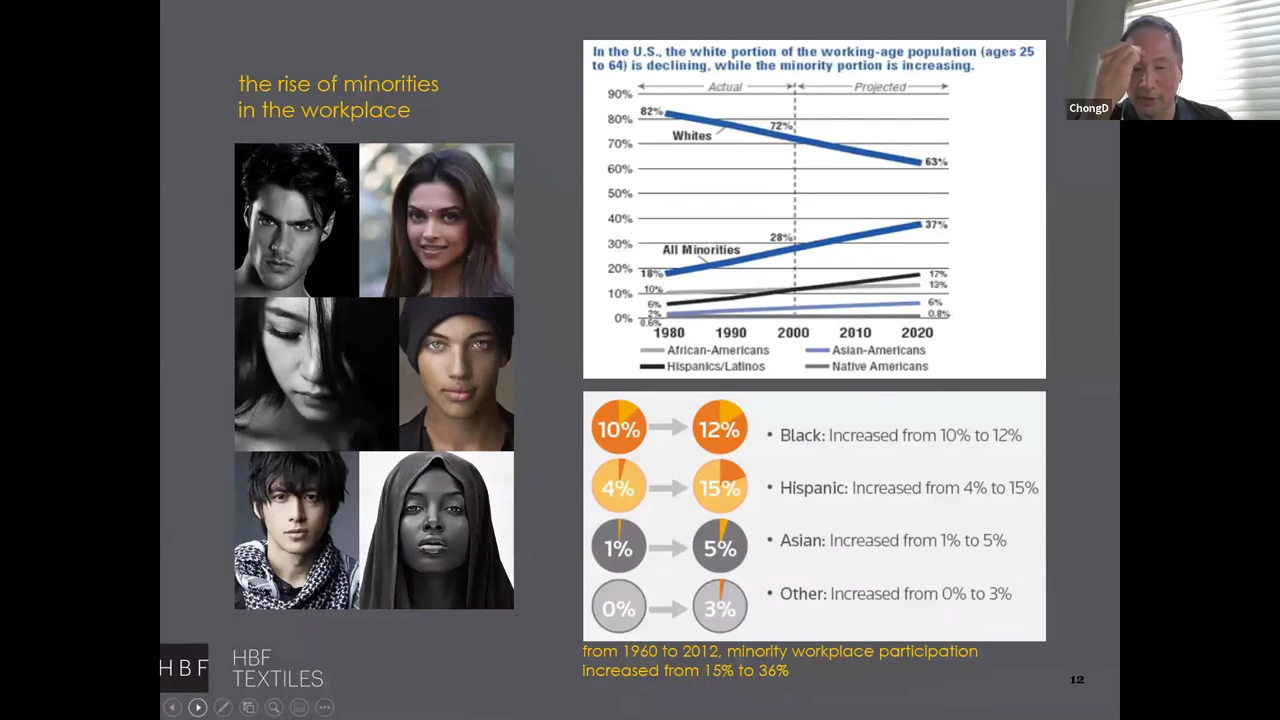 the rise of minorities
in the workplace
In the U.S., the white portion of the working-age population (ages 25
to 64) is declining, while the minority portion is increasing.
Actual
Projected
90%
82%
80%
Whites
72%
70%
63%
60%
50%
40%
37%
28%
30%
All Minorities
20%
18%
17%
13%
10%
10%
6%
6%
2%
0.6%
0.8%
0%
1980 1990 2000 2010 2020
African-Americans
Asian-Americans
Hispanics/Latinos
Native Americans
10% 12% • Black: Increased from 10% to 12%
4% 15% • Hispanic: Increased from 4% to 15%
1% 5% • Asian: Increased from 1% to 5%
0% 3% • Other: Increased from 0% to 3%
from 1960 to 2012, minority workplace participation
increased from 15% to 36%
HBF
HBF
TEXTILES
12
ChongD